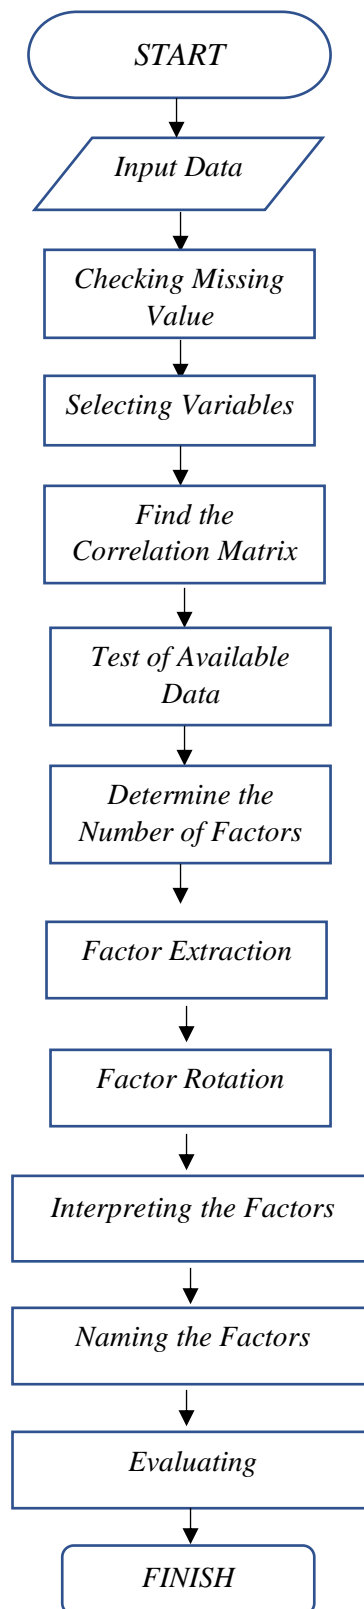 START
Input Data
Checking Missing
Value
Selecting Variables
Find the
Correlation Matrix
Test of Available
Data
Determine the
Number of Factors
Factor Extraction
Factor Rotation
Interpreting the Factors
Naming the Factors
Evaluating
FINISH